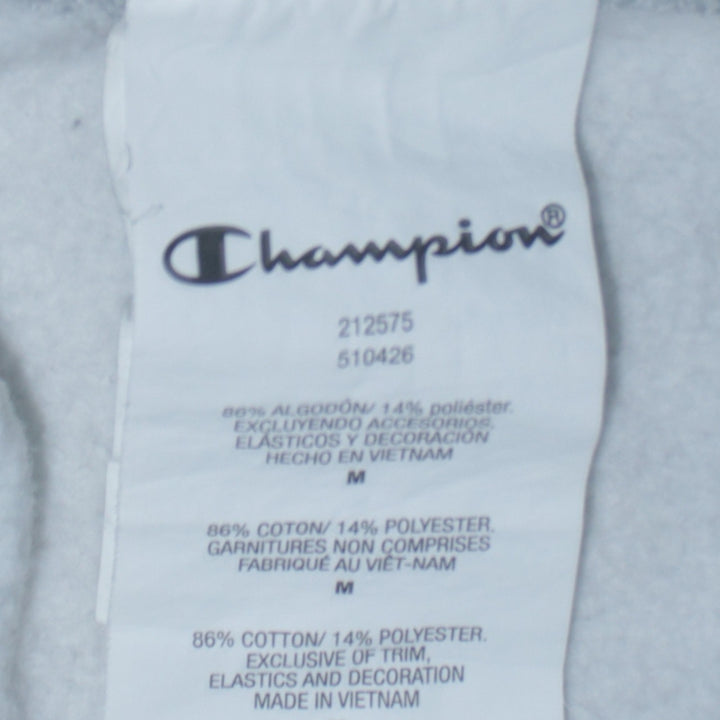 Champion®
212575
510426
86% ALGODÓN/ 14% poliéster.
EXCLUYENDO ACCESORIOS,
ELÁSTICOS Y DECORACIÓN
HECHO EN VIETNAM
M
86% COTON/ 14% POLYESTER.
GARNITURES NON COMPRISES
FABRIQUÉ AU VIÊT-NAM
M
86% COTTON/ 14% POLYESTER.
EXCLUSIVE OF TRIM,
ELASTICS AND DECORATION
MADE IN VIETNAM